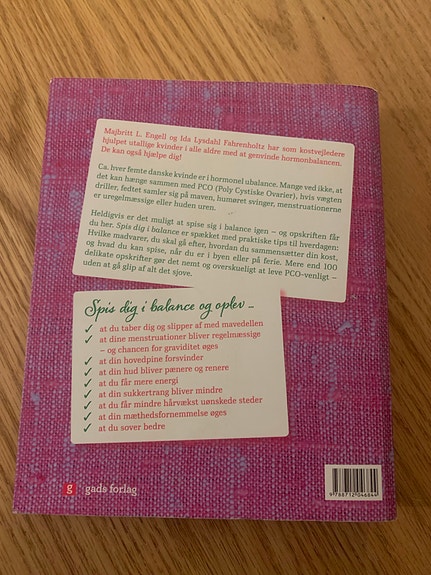 Majbritt L. Engell og Ida Lysdahl Fahrenholtz har som kostvejledere
hjulpet utallige kvinder i alle aldre med at genvinde hormonbalancen.
De kan også hjælpe dig!
Ca. hver femte danske kvinde er i hormonel ubalance. Mange ved ikke, at
det kan hænge sammen med PCO (Poly Cystiske Ovarier), hvis vægten
driller, fedtet samler sig på maven, humøret svinger, menstruationerne
er uregelmæssige eller huden uren.
Heldigvis er det muligt at spise sig i balance igen – og opskriften får
du her. Spis dig i balance er spækket med praktiske tips til hverdagen:
Hvilke madvarer, du skal gå efter, hvordan du sammensætter din kost,
og hvad du kan spise, når du er i byen eller på ferie. Mere end 100
delikate opskrifter gør det nemt og overskueligt at leve PCO-venligt –
uden at gå glip af alt det sjove.
Spis dig i balance og oplev ...
✓ at du taber dig og slipper af med mavedellen
✓ at dine menstruationer bliver regelmæssige
– og chancen for graviditet øges
✓ at din hovedpine forsvinder
✓ at din hud bliver pænere og renere
✓ at du får mere energi
✓ at din sukkertrang bliver mindre
✓ at du får mindre hårvækst uønskede steder
✓ at din mæthedsfornemmelse øges
✓ at du sover bedre
g gads forlag
9 788712 046844